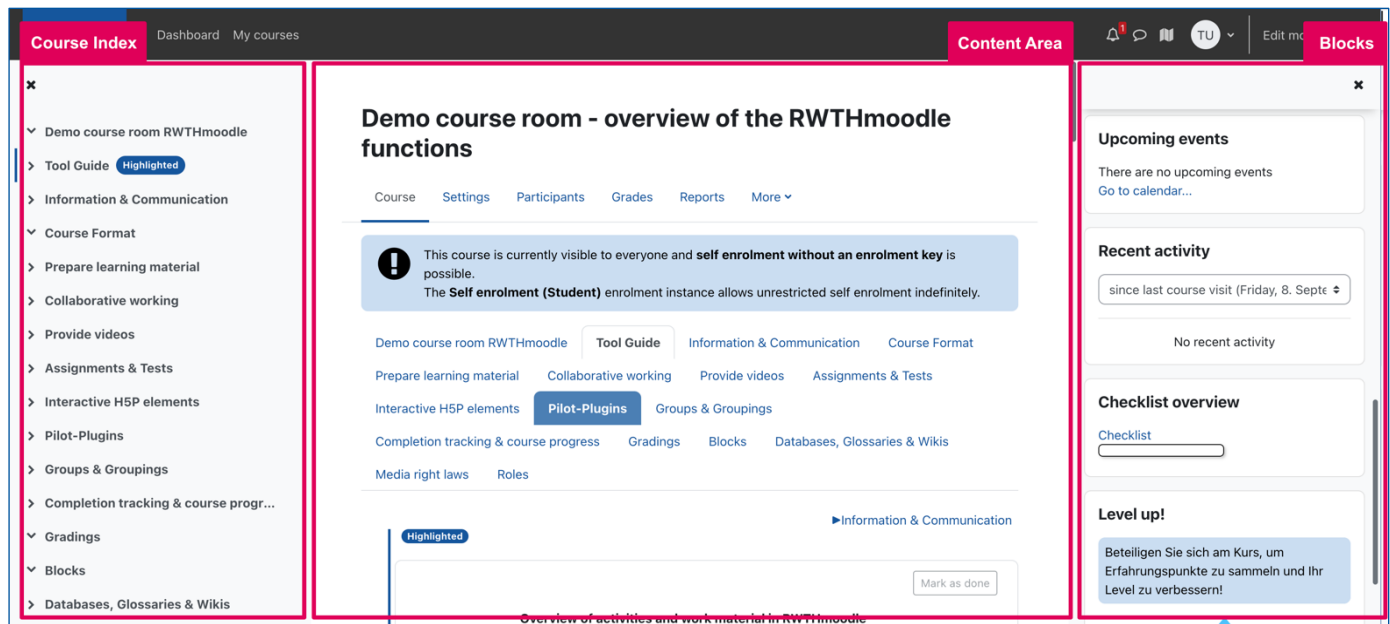 Course Index
Dashboard My courses
Content Area
1
TU
Edit mo
Blocks
Demo course room RWTHmoodle
Tool Guide Highlighted
Information & Communication
Course Format
Prepare learning material
Collaborative working
Provide videos
Assignments & Tests
Interactive H5P elements
Pilot-Plugins
Groups & Groupings
Completion tracking & course progr...
Gradings
Blocks
Databases, Glossaries & Wikis
Demo course room - overview of the RWTHmoodle
functions
Course Settings Participants Grades Reports More
This course is currently visible to everyone and self enrolment without an enrolment key is
possible.
The Self enrolment (Student) enrolment instance allows unrestricted self enrolment indefinitely.
Demo course room RWTHmoodle Tool Guide Information & Communication Course Format
Prepare learning material Collaborative working Provide videos Assignments & Tests
Interactive H5P elements Pilot-Plugins Groups & Groupings
Completion tracking & course progress Gradings Blocks Databases, Glossaries & Wikis
Media right laws Roles
►Information & Communication
Highlighted
Mark as done
Overview of activities and work material in RWTHmoodle
Upcoming events
There are no upcoming events
Go to calendar...
Recent activity
since last course visit (Friday, 8. Septe
No recent activity
Checklist overview
Checklist
Level up!
Beteiligen Sie sich am Kurs, um
Erfahrungspunkte zu sammeln und Ihr
Level zu verbessern!